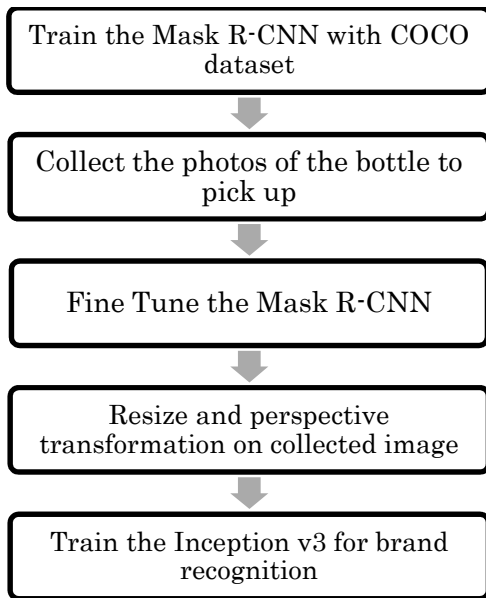 Train the Mask R-CNN with COCO
dataset
Collect the photos of the bottle to
pick up
Fine Tune the Mask R-CNN
Resize and perspective
transformation on collected image
Train the Inception v3 for brand
recognition